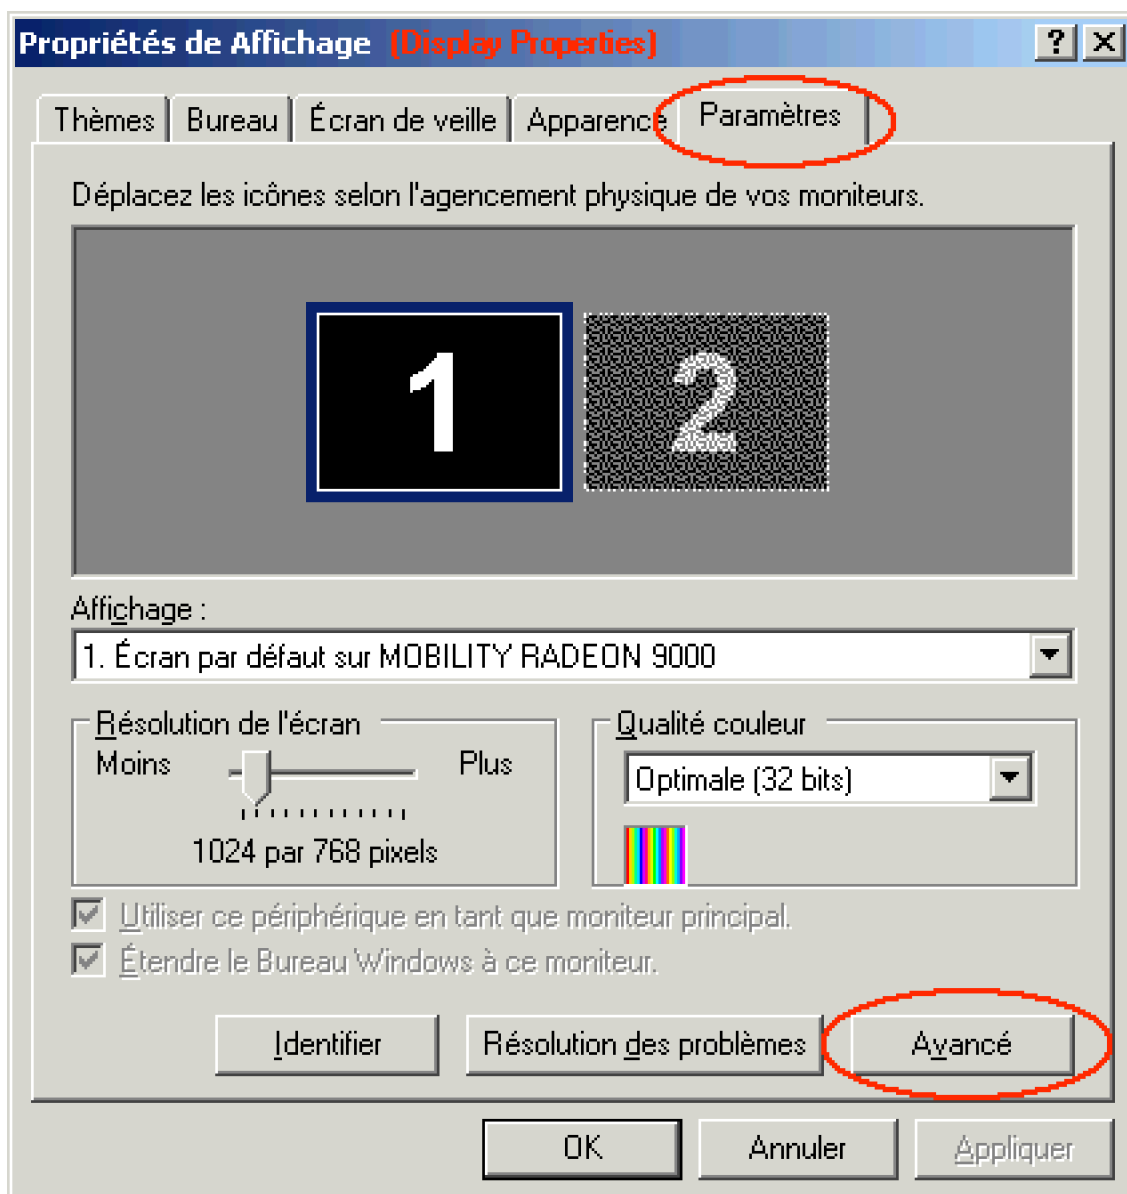 Propriétés de Affichage (Display Properties) ? X
Thèmes Bureau Écran de veille Apparence Paramètres
Déplacez les icônes selon l'agencement physique de vos moniteurs.
1 2
Affichage :
1. Écran par défaut sur MOBILITY RADEON 9000
Résolution de l'écran
Moins Plus
1024 par 768 pixels
Qualité couleur
Optimale (32 bits)
Utiliser ce périphérique en tant que moniteur principal.
Étendre le Bureau Windows à ce moniteur.
Identifier Résolution des problèmes Avancé
OK Annuler Appliquer